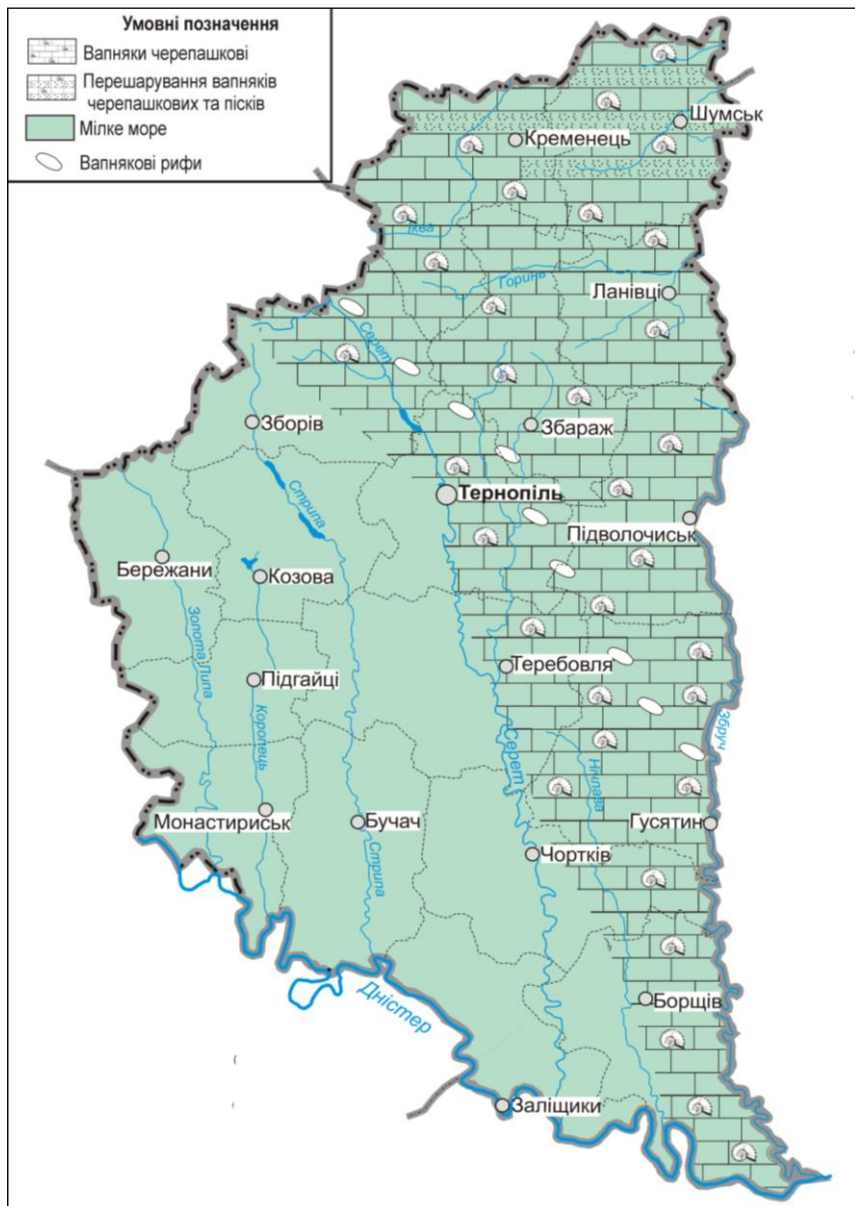 Умовні позначення
Вапняки черепашкові
Перешарування вапняків
черепашкових та пісків
Мілке море
Вапнякові рифи
Шумськ
Кременець
Іква
Горинь
Ланівці
Серет
Зборів
Збараж
Стрипа
Тернопіль
Підволочиськ
Бережани
Козова
Золота Липа
Теребовля
Підгайці
Коропець
Збруч
Серет
Нічлава
Монастириськ
Бучач
Гусятин
Чортків
Стрипа
Дністер
Борщів
Заліщики